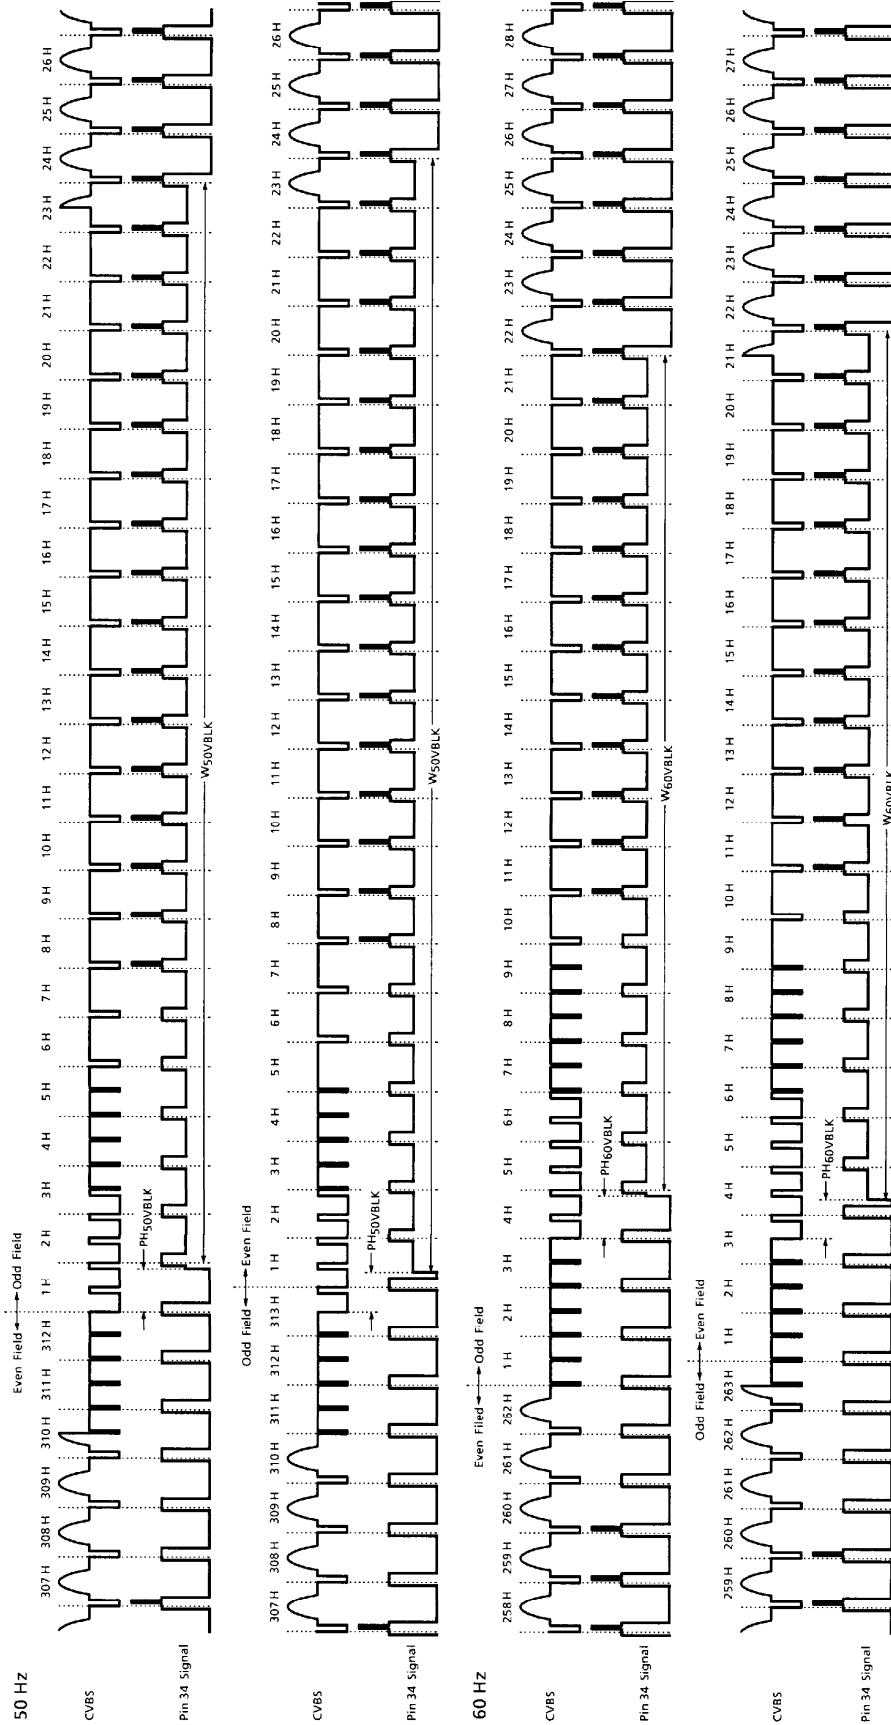 50 Hz
Even Field Odd Field
307 H 308 H 309 H 310 H 311 H 312 H 1 H 2 H 3 H 4 H 5 H 6 H 7 H 8 H 9 H 10 H 11 H 12 H 13 H 14 H 15 H 16 H 17 H 18 H 19 H 20 H 21 H 22 H 23 H 24 H 25 H 26 H
CVBS
PH50VBLK
Pin 34 Signal
W50VBLK
Odd Field Even Field
307 H 308 H 309 H 310 H 311 H 312 H 313 H 1 H 2 H 3 H 4 H 5 H 6 H 7 H 8 H 9 H 10 H 11 H 12 H 13 H 14 H 15 H 16 H 17 H 18 H 19 H 20 H 21 H 22 H 23 H 24 H 25 H 26 H
CVBS
PH50VBLK
Pin 34 Signal
W50VBLK
60 Hz
Even Filed Odd Field
258 H 259 H 260 H 261 H 262 H 1 H 2 H 3 H 4 H 5 H 6 H 7 H 8 H 9 H 10 H 11 H 12 H 13 H 14 H 15 H 16 H 17 H 18 H 19 H 20 H 21 H 22 H 23 H 24 H 25 H 26 H 27 H 28 H
CVBS
PH60VBLK
Pin 34 Signal
W60VBLK
Odd Field Even Field
259 H 260 H 261 H 262 H 263 H 1 H 2 H 3 H 4 H 5 H 6 H 7 H 8 H 9 H 10 H 11 H 12 H 13 H 14 H 15 H 16 H 17 H 18 H 19 H 20 H 21 H 22 H 23 H 24 H 25 H 26 H 27 H
CVBS
PH60VBLK
Pin 34 Signal
W60VBLK